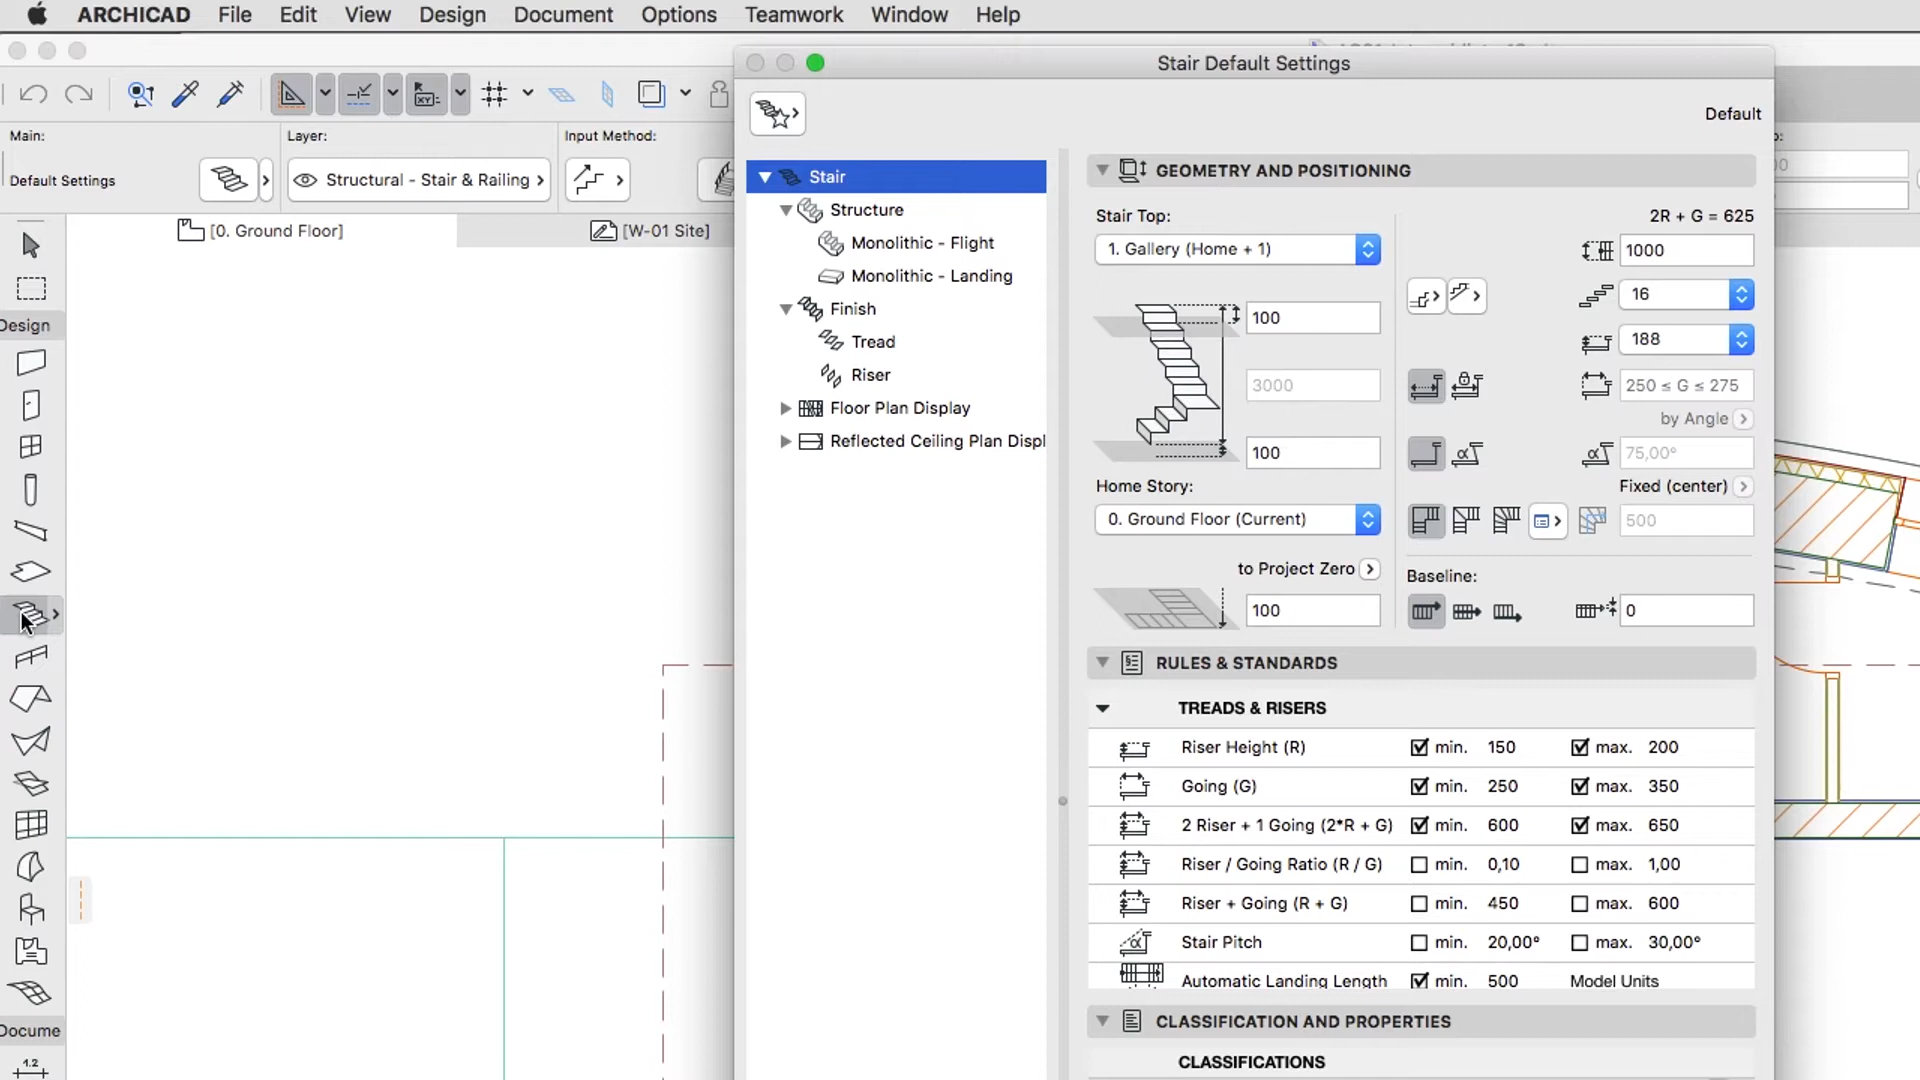 ARCHICAD File Edit View Design Document Options Teamwork Window Help
Stair Default Settings
Default
Main:
Layer:
Input Method:
Default Settings
Structural - Stair & Railing
[0. Ground Floor]
[W-01 Site]
Design
Docume
1.2
Stair
Structure
Monolithic - Flight
Monolithic - Landing
Finish
Tread
Riser
Floor Plan Display
Reflected Ceiling Plan Displ
GEOMETRY AND POSITIONING
Stair Top:
2R + G = 625
1. Gallery (Home + 1)
1000
16
100
188
3000
250 ≤ G ≤ 275
by Angle
100
75,00°
Home Story:
Fixed (center)
0. Ground Floor (Current)
500
to Project Zero
Baseline:
100
0
RULES & STANDARDS
TREADS & RISERS
Riser Height (R) min. 150 max. 200
Going (G) min. 250 max. 350
2 Riser + 1 Going (2*R + G) min. 600 max. 650
Riser / Going Ratio (R / G) min. 0,10 max. 1,00
Riser + Going (R + G) min. 450 max. 600
Stair Pitch min. 20,00° max. 30,00°
Automatic Landing Length min. 500 Model Units
CLASSIFICATION AND PROPERTIES
CLASSIFICATIONS